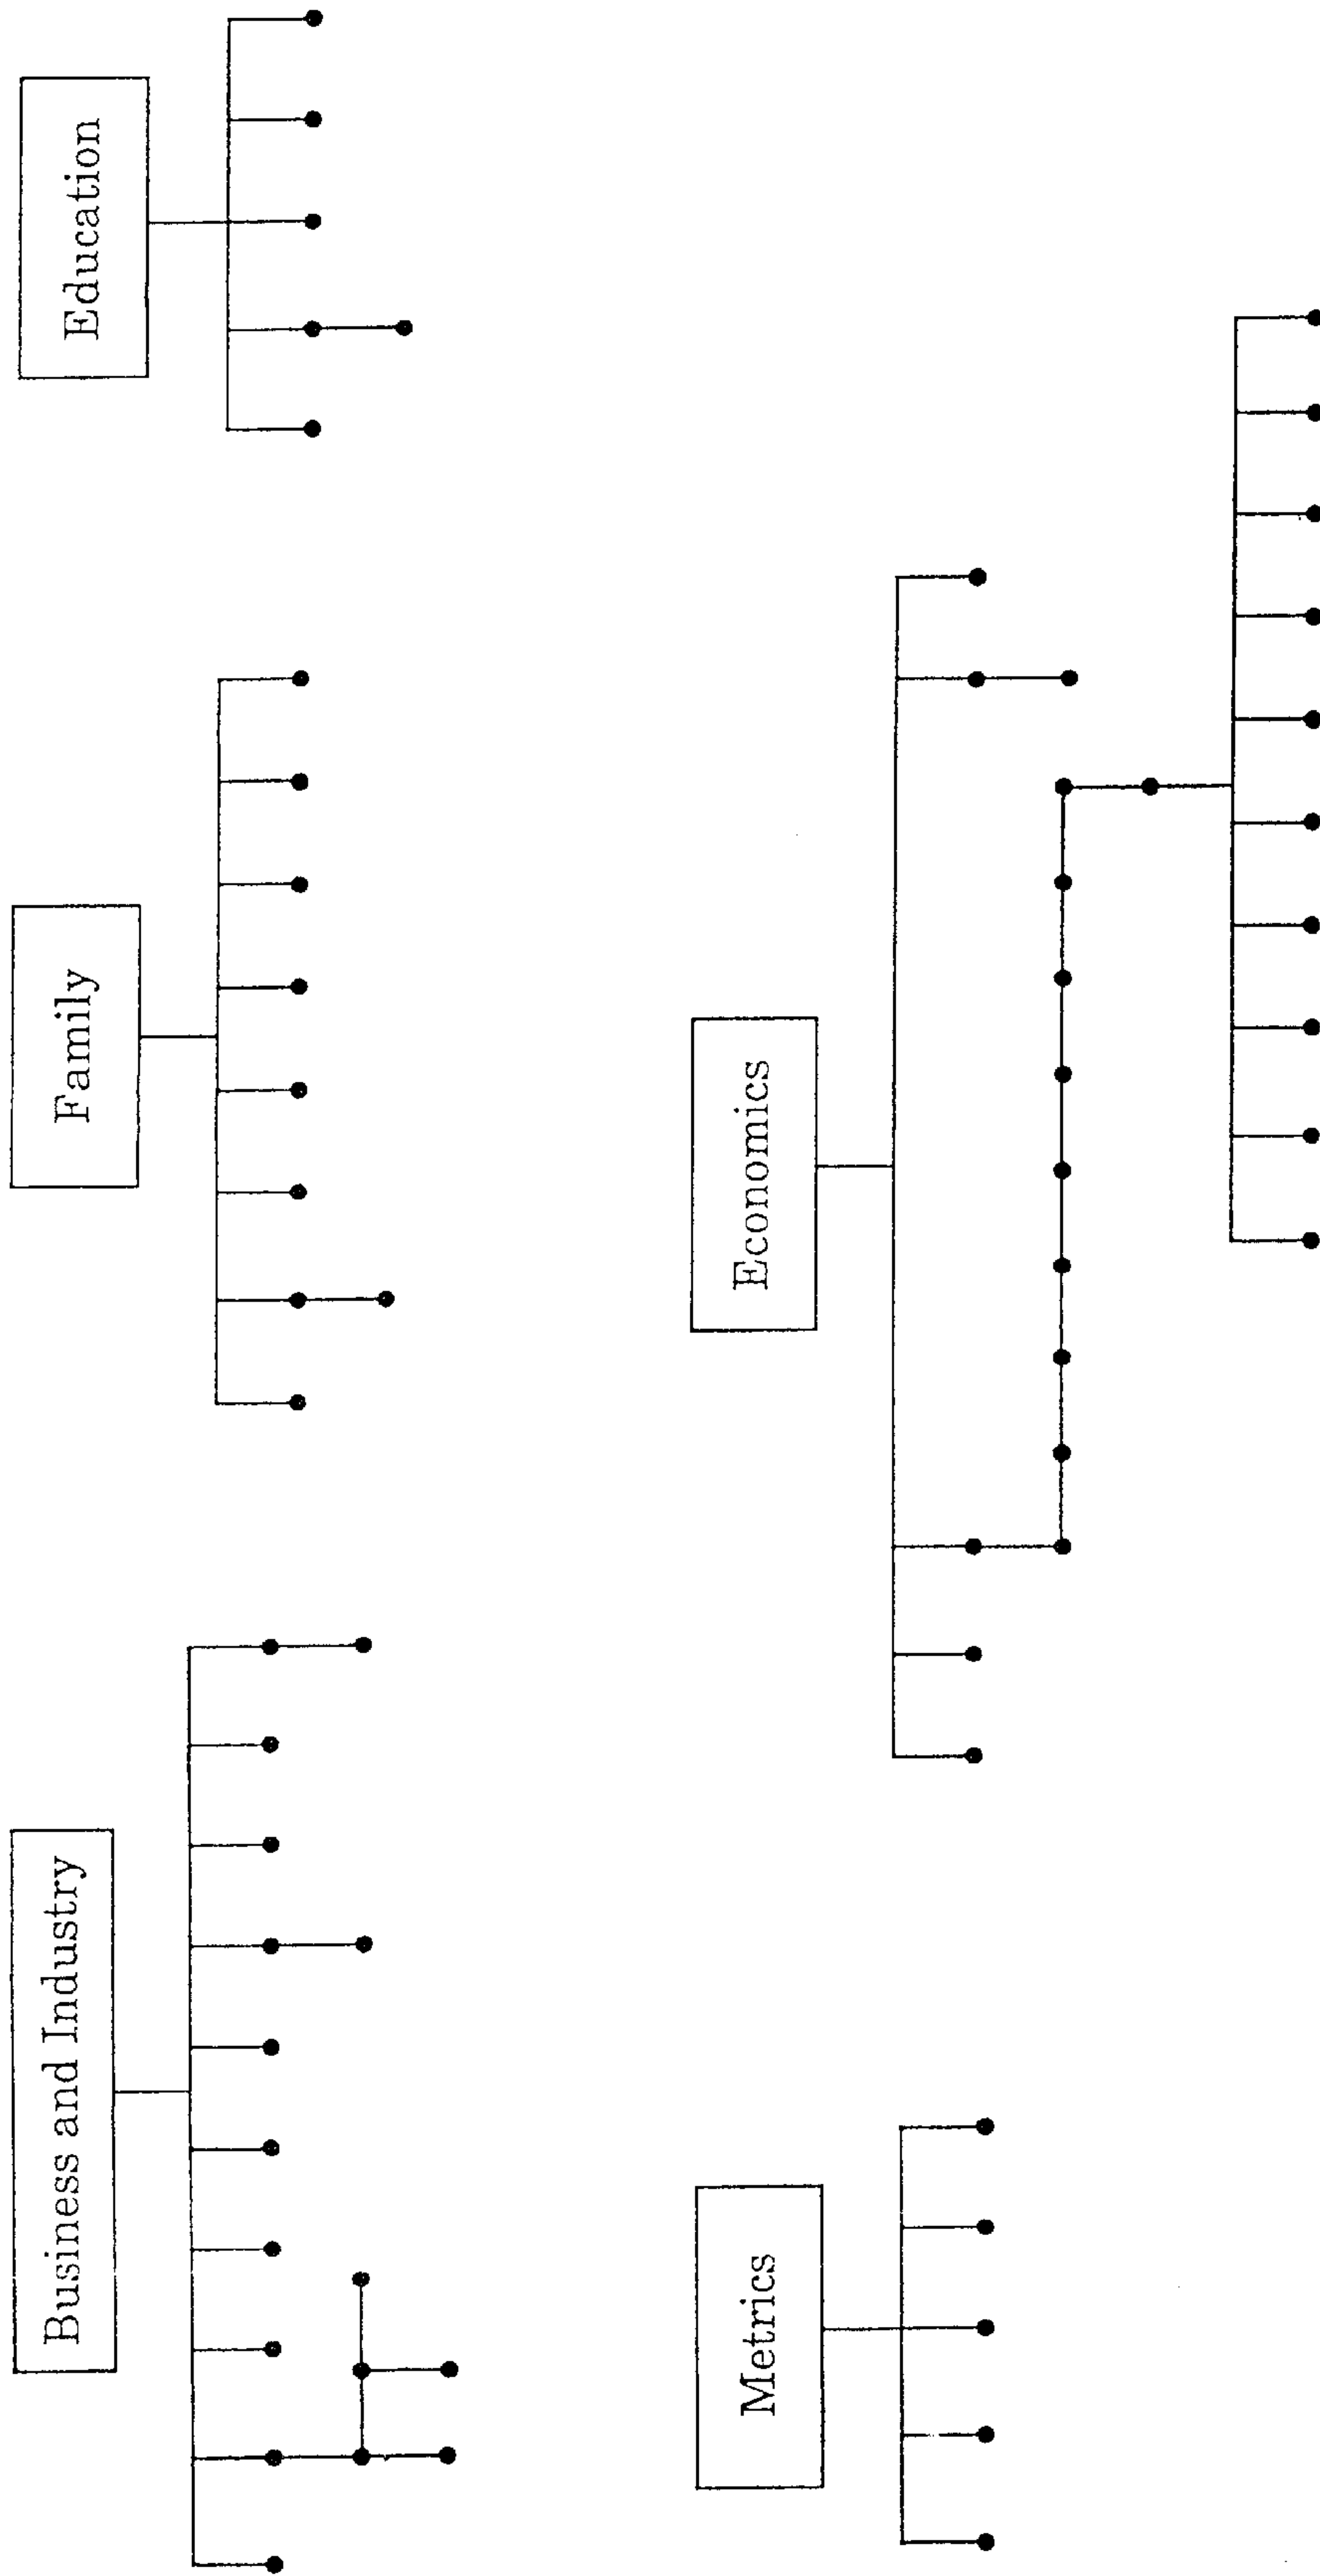 Business and Industry
Family
Education
Metrics
Economics